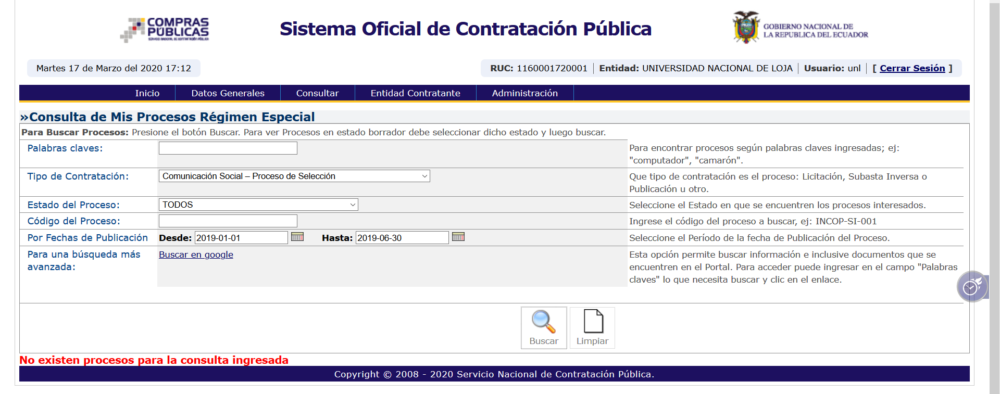 COMPRAS
PÚBLICAS
SERVICIO NACIONAL DE CONTRATACIÓN PÚBLICA
Sistema Oficial de Contratación Pública
GOBIERNO NACIONAL DE
LA REPUBLICA DEL ECUADOR
Martes 17 de Marzo del 2020 17:12
RUC: 1160001720001 | Entidad: UNIVERSIDAD NACIONAL DE LOJA | Usuario: unl | [ Cerrar Sesión ]
Inicio Datos Generales Consultar Entidad Contratante Administración
»Consulta de Mis Procesos Régimen Especial
Para Buscar Procesos: Presione el botón Buscar. Para ver Procesos en estado borrador debe seleccionar dicho estado y luego buscar.
Palabras claves:
Para encontrar procesos según palabras claves ingresadas; ej:
"computador", "camarón".
Tipo de Contratación: Comunicación Social – Proceso de Selección
Que tipo de contratación es el proceso: Licitación, Subasta Inversa o
Publicación u otro.
Estado del Proceso: TODOS Seleccione el Estado en que se encuentren los procesos interesados.
Código del Proceso: Ingrese el código del proceso a buscar, ej: INCOP-SI-001
Por Fechas de Publicación Desde: 2019-01-01 Hasta: 2019-06-30 Seleccione el Período de la fecha de Publicación del Proceso.
Para una búsqueda más
avanzada:
Buscar en google
Esta opción permite buscar información e inclusive documentos que se
encuentren en el Portal. Para acceder puede ingresar en el campo "Palabras
claves" lo que necesita buscar y clic en el enlace.
Buscar Limpiar
No existen procesos para la consulta ingresada
Copyright © 2008 - 2020 Servicio Nacional de Contratación Pública.